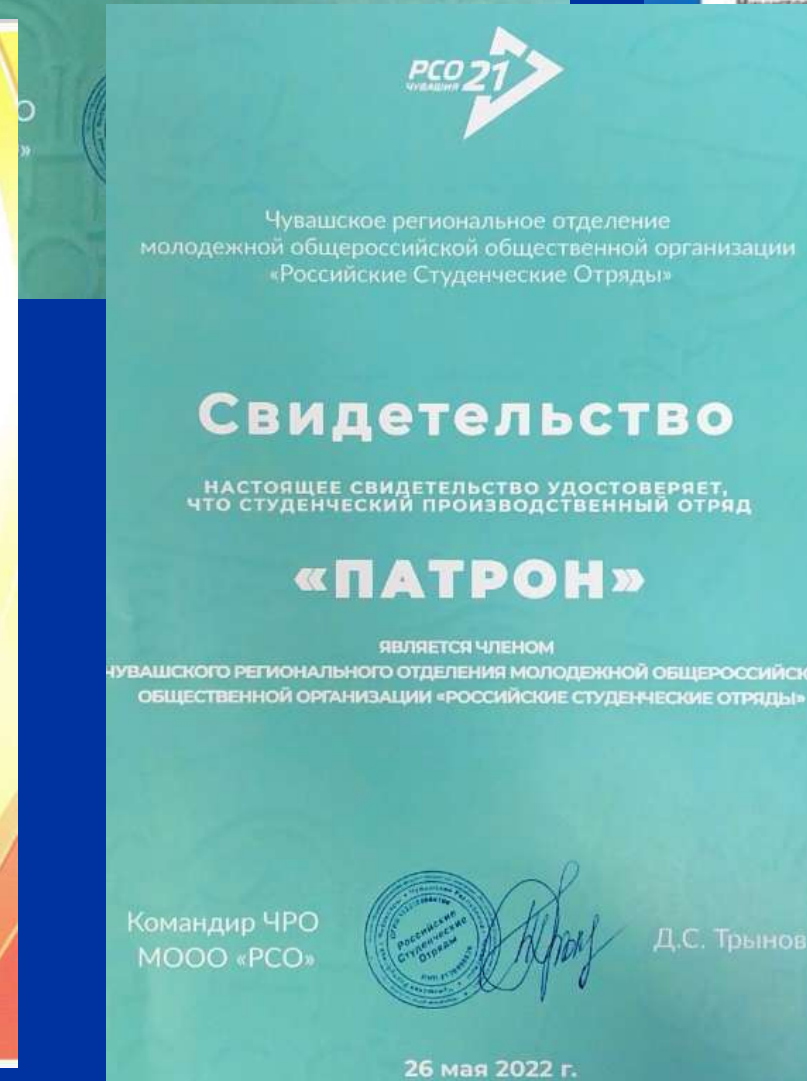 О
»
РСО 21
ЧУВАШИЯ
Чувашское региональное отделение
молодежной общероссийской общественной организации
«Российские Студенческие Отряды»
Свидетельство
НАСТОЯЩЕЕ СВИДЕТЕЛЬСТВО УДОСТОВЕРЯЕТ,
ЧТО СТУДЕНЧЕСКИЙ ПРОИЗВОДСТВЕННЫЙ ОТРЯД
«ПАТРОН»
ЯВЛЯЕТСЯ ЧЛЕНОМ
ЧУВАШСКОГО РЕГИОНАЛЬНОГО ОТДЕЛЕНИЯ МОЛОДЕЖНОЙ ОБЩЕРОССИЙСК
ОБЩЕСТВЕННОЙ ОРГАНИЗАЦИИ «РОССИЙСКИЕ СТУДЕНЧЕСКИЕ ОТРЯДЫ»
Командир ЧРО
МООО «РСО»
Российские
Студенческие
Отряды
Д.С. Трынов
26 мая 2022 г.